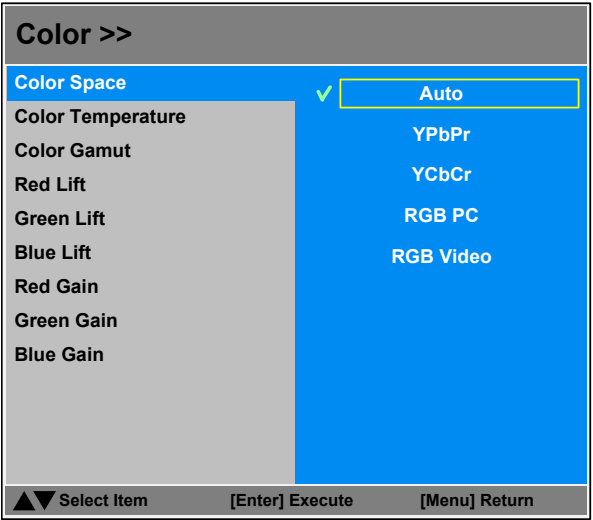 Color >>
Color Space
Color Temperature
Color Gamut
Red Lift
Green Lift
Blue Lift
Red Gain
Green Gain
Blue Gain
Auto
YPbPr
YCbCr
RGB PC
RGB Video
Select Item [Enter] Execute [Menu] Return